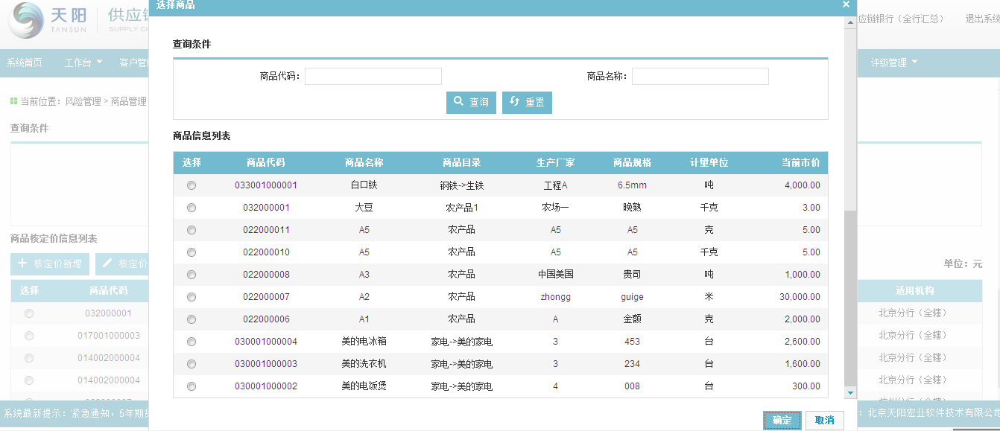 选择商品 ×
天阳 供应链
TANSUN SUPPLY CH
应链银行（全行汇总） 退出系统
系统首页 工作台 客户管理 评级管理
当前位置：风险管理 > 商品管理
查询条件
商品核定价信息列表
核定价新增 核定价
单位：元
选择 商品代码 适用机构
032000001 北京分行（全辖）
017001000003 北京分行（全辖）
014002000004 北京分行（全辖）
014002000004 北京分行（全辖）
系统最新提示：紧急通知，5年期 ：北京天阳宏业软件技术有限公司
查询条件
商品代码： 商品名称：
查询 重置
商品信息列表
选择 商品代码 商品名称 商品目录 生产厂家 商品规格 计量单位 当前市价
033001000001 白口铁 钢铁->生铁 工程A 6.5mm 吨 4,000.00
032000001 大豆 农产品1 农场一 晚熟 千克 3.00
022000011 A5 农产品 A5 A5 克 5.00
022000010 A5 农产品 A5 A5 千克 5.00
022000008 A3 农产品 中国美国 贵司 吨 1,000.00
022000007 A2 农产品 zhongg guige 米 30,000.00
022000006 A1 农产品 A 金额 克 2,000.00
030001000004 美的电冰箱 家电->美的家电 3 453 台 2,600.00
030001000003 美的洗衣机 家电->美的家电 3 234 台 1,600.00
030001000002 美的电饭煲 家电->美的家电 4 008 台 300.00
确定 取消